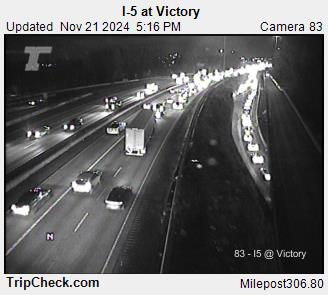 I-5 at Victory
Updated Nov 21 2024 5:16 PM Camera 83
T
N
83 - I5 @ Victory
TripCheck.com Milepost306.80